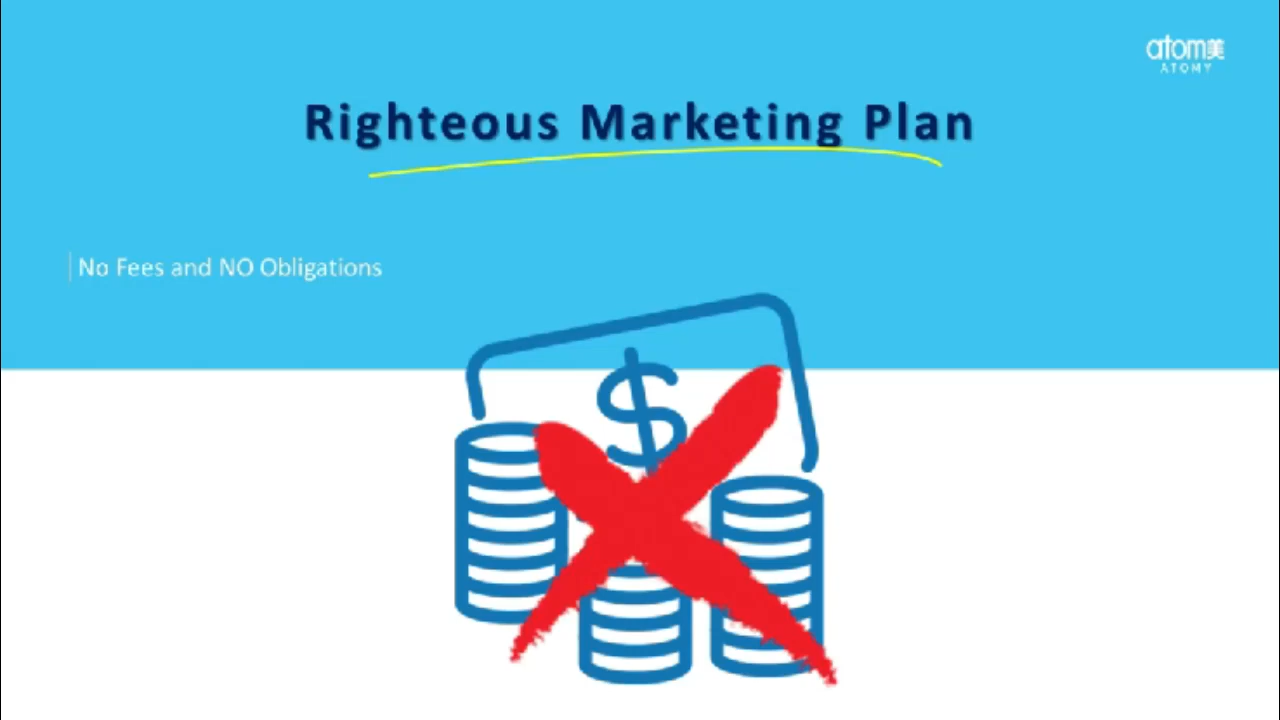 atom美
ATOMY
Righteous Marketing Plan
No Fees and NO Obligations
$